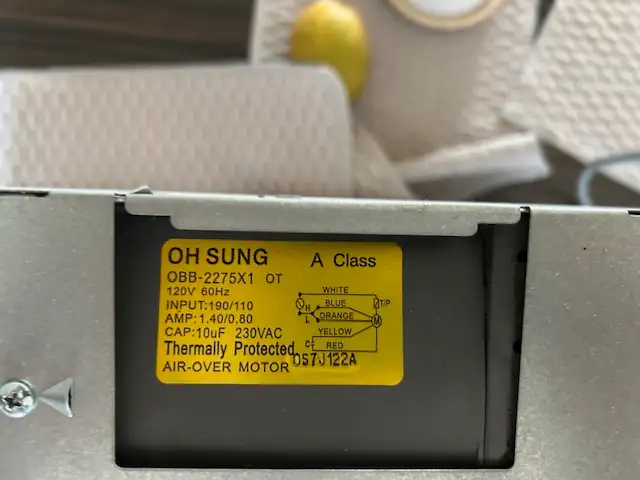 OH SUNG A Class
OBB-2275X1 OT
120V 60Hz
INPUT:190/110
AMP:1.40/0.80
CAP:10uF 230VAC
Thermally Protected
AIR-OVER MOTOR
DS7J122A
WHITE
H BLUE T/P
L ORANGE M
YELLOW
C RED